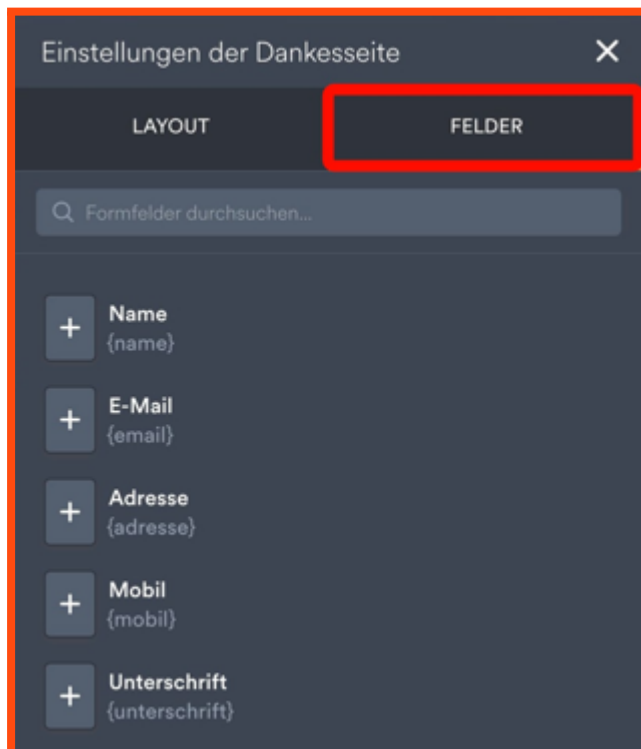 Einstellungen der Dankesseite
LAYOUT
FELDER
Formfelder durchsuchen...
Name
{name}
E-Mail
{email}
Adresse
{adresse}
Mobil
{mobil}
Unterschrift
{unterschrift}